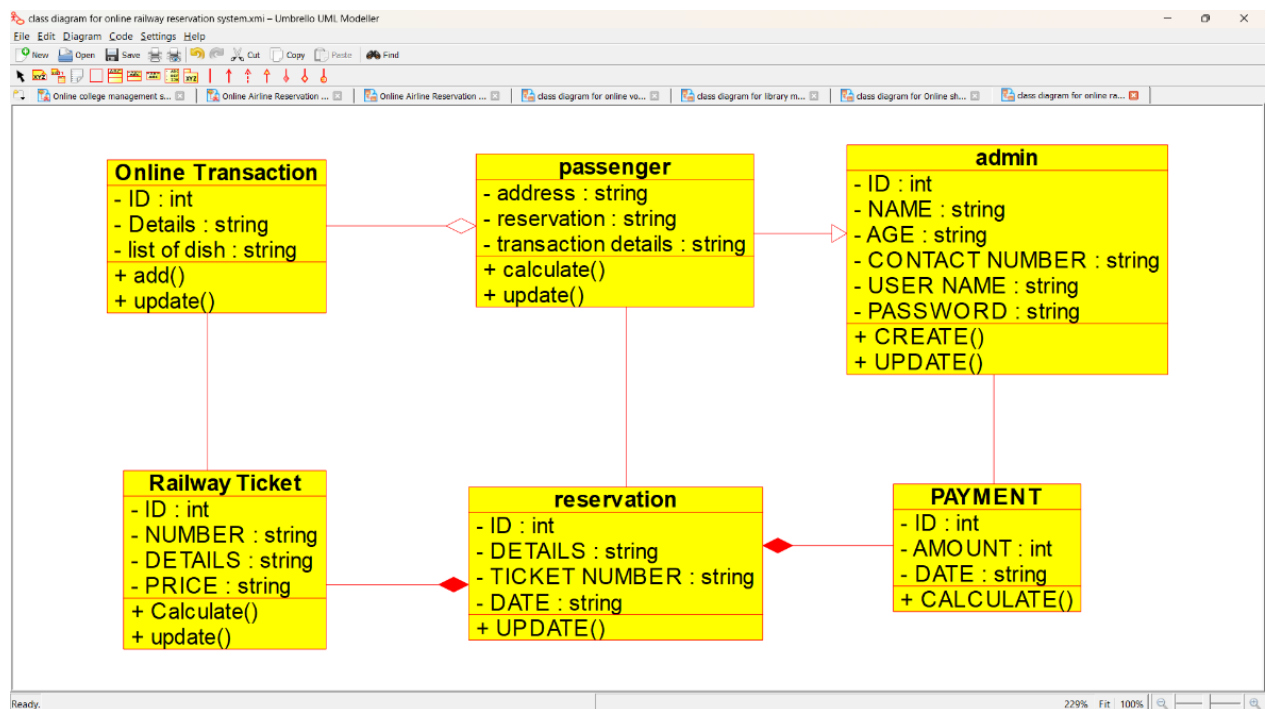 class diagram for online railway reservation system.xmi – Umbrello UML Modeller
File Edit Diagram Code Settings Help
New Open Save Cut Copy Paste Find
Online college management s... Online Airline Reservation ... Online Airline Reservation ... class diagram for online vo... class diagram for library m... class diagram for Online sh... class diagram for online ra...
Online Transaction
- ID : int
- Details : string
- list of dish : string
+ add()
+ update()
passenger
- address : string
- reservation : string
- transaction details : string
+ calculate()
+ update()
admin
- ID : int
- NAME : string
- AGE : string
- CONTACT NUMBER : string
- USER NAME : string
- PASSWORD : string
+ CREATE()
+ UPDATE()
Railway Ticket
- ID : int
- NUMBER : string
- DETAILS : string
- PRICE : string
+ Calculate()
+ update()
reservation
- ID : int
- DETAILS : string
- TICKET NUMBER : string
- DATE : string
+ UPDATE()
PAYMENT
- ID : int
- AMOUNT : int
- DATE : string
+ CALCULATE()
Ready. 229% Fit 100%